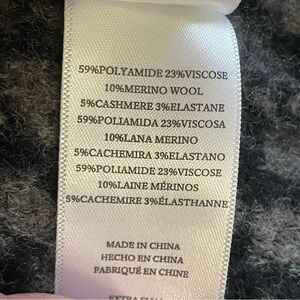 59%POLYAMIDE 23%VISCOSE
10%MERINO WOOL
5%CASHMERE 3%ELASTANE
59%POLIAMIDA 23%VISCOSA
10%LANA MERINO
5%CACHEMIRA 3%ELASTANO
59%POLIAMIDE 23%VISCOSE
10%LAINE MÉRINOS
5%CACHEMIRE 3%ÉLASTHANNE
MADE IN CHINA
HECHO EN CHINA
FABRIQUÉ EN CHINE
EXTRA